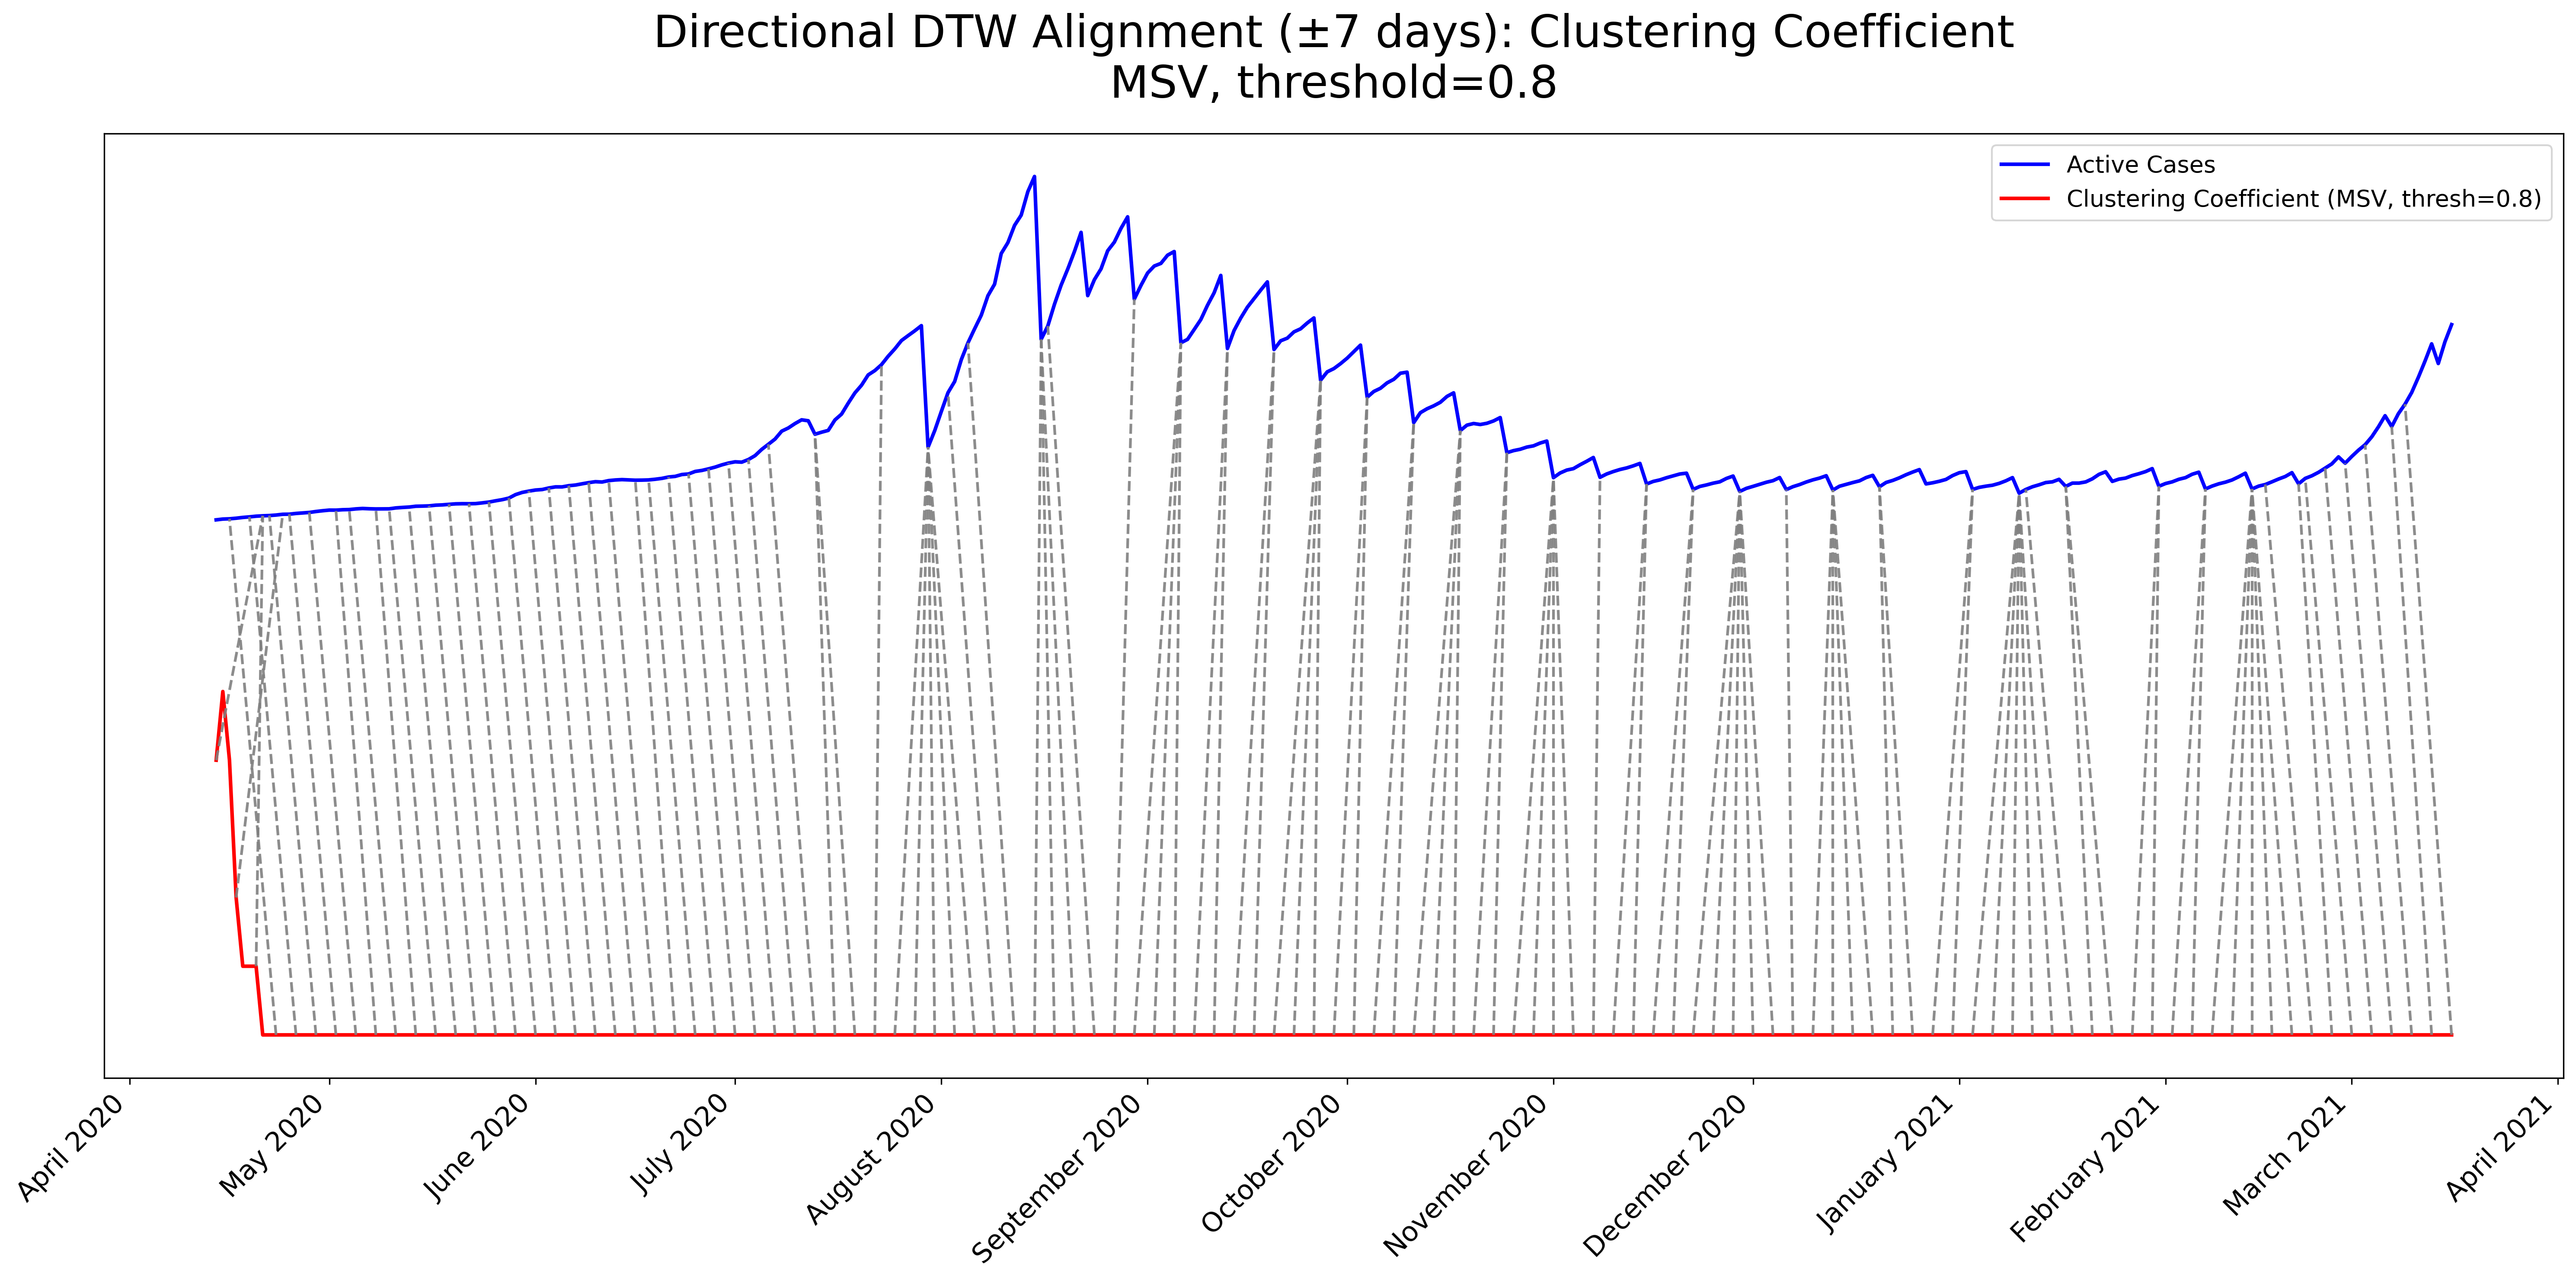 Directional DTW Alignment (±7 days): Clustering Coefficient
MSV, threshold=0.8
Active Cases
Clustering Coefficient (MSV, thresh=0.8)
April 2020
May 2020
June 2020
July 2020
August 2020
September 2020
October 2020
November 2020
December 2020
January 2021
February 2021
March 2021
April 2021